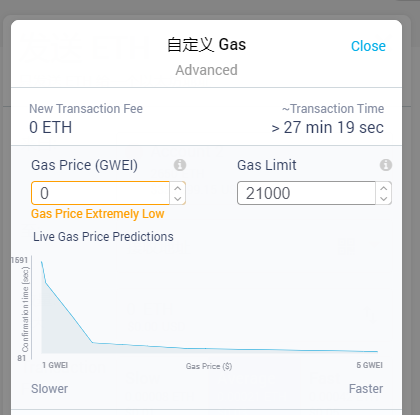 自定义 Gas
Close
Advanced
New Transaction Fee
~Transaction Time
0 ETH
> 27 min 19 sec
Gas Price (GWEI)
Gas Limit
0
21000
Gas Price Extremely Low
Live Gas Price Predictions
1591
Confirmation time (sec)
81
1 GWEI
Gas Price ($)
5 GWEI
Slower
Faster